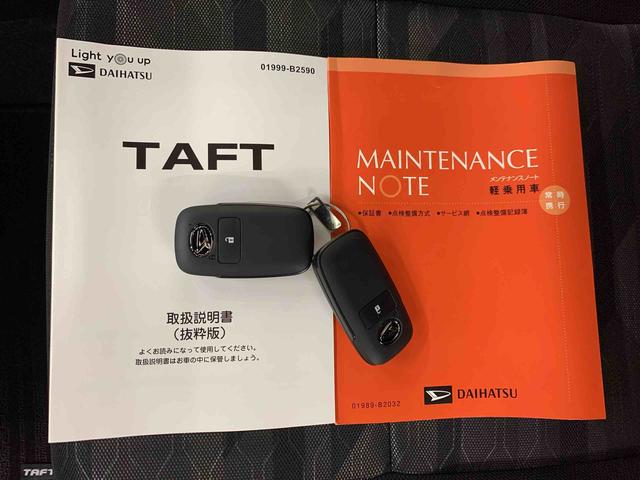 Light you up
DAIHATSU
01999-B2590
TAFT
取扱説明書
（抜粋版）
よくお読みになって使用してください。
取扱説明書はお車の中に保管しましょう。
MAINTENANCE
NOTE
メンテナンスノート
軽乗用車
常時
携行
●保証書 ●点検整備方式 ●サービス網 ●点検整備記録簿
DAIHATSU
01989-B2032
TAFT